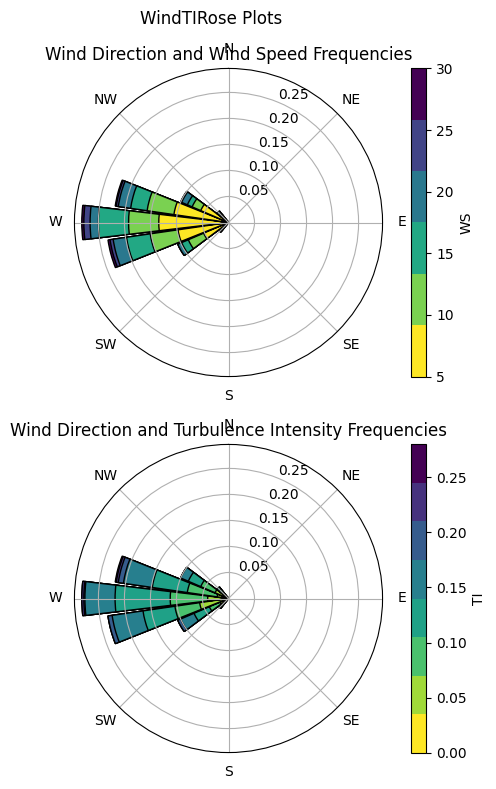 WindTIRose Plots
N
Wind Direction and Wind Speed Frequencies
30
NW
0.25
NE
0.20
25
0.15
0.10
20
0.05
W
E
WS
15
10
SW
SE
5
S
N
Wind Direction and Turbulence Intensity Frequencies
0.25
0.25
NW
NE
0.20
0.20
0.15
0.10
0.15
0.05
W
E
TI
0.10
0.05
SW
SE
0.00
S